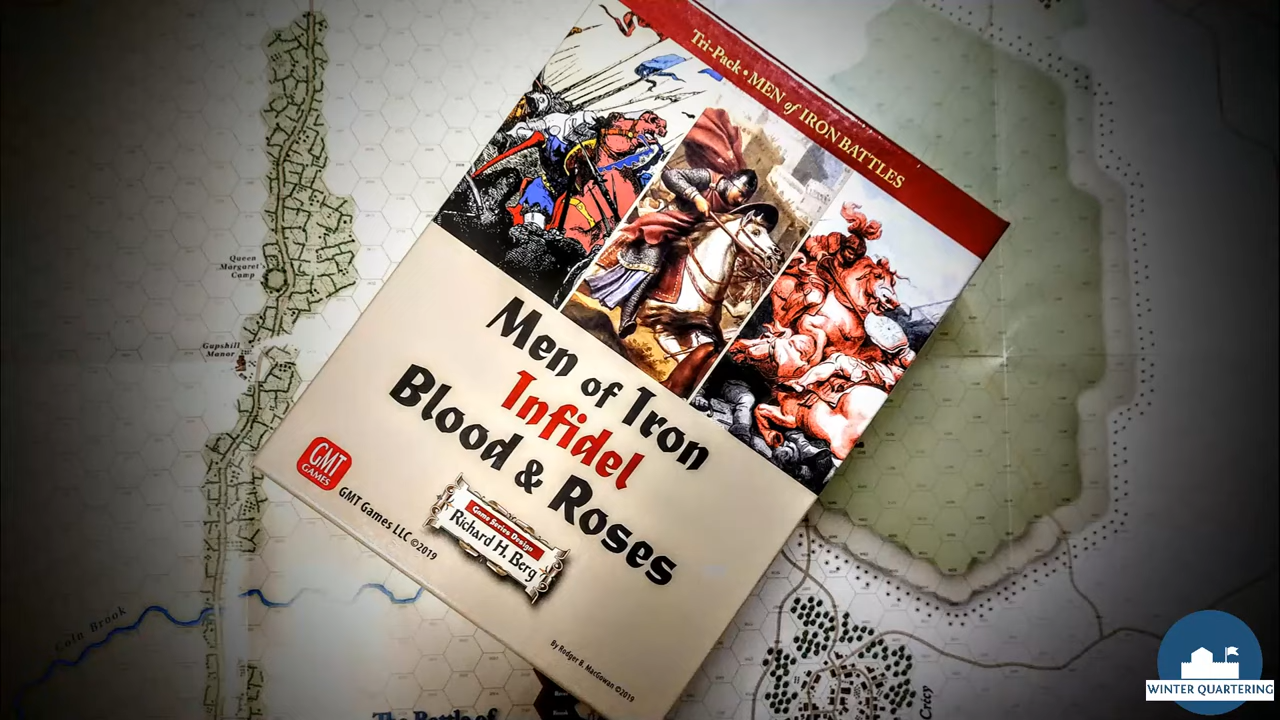 Tri-Pack • MEN of IRON BATTLES
Men of Iron
Infidel
Blood & Roses
GMT
GAMES
GMT Games LLC ©2019
Game Series Design
Richard H. Berg
By Rodger B. MacGowan ©2019
Queen
Margaret's
Camp
Gupshill
Manor
Coln Brook
The Battle of
Crecy
WINTER QUARTERING